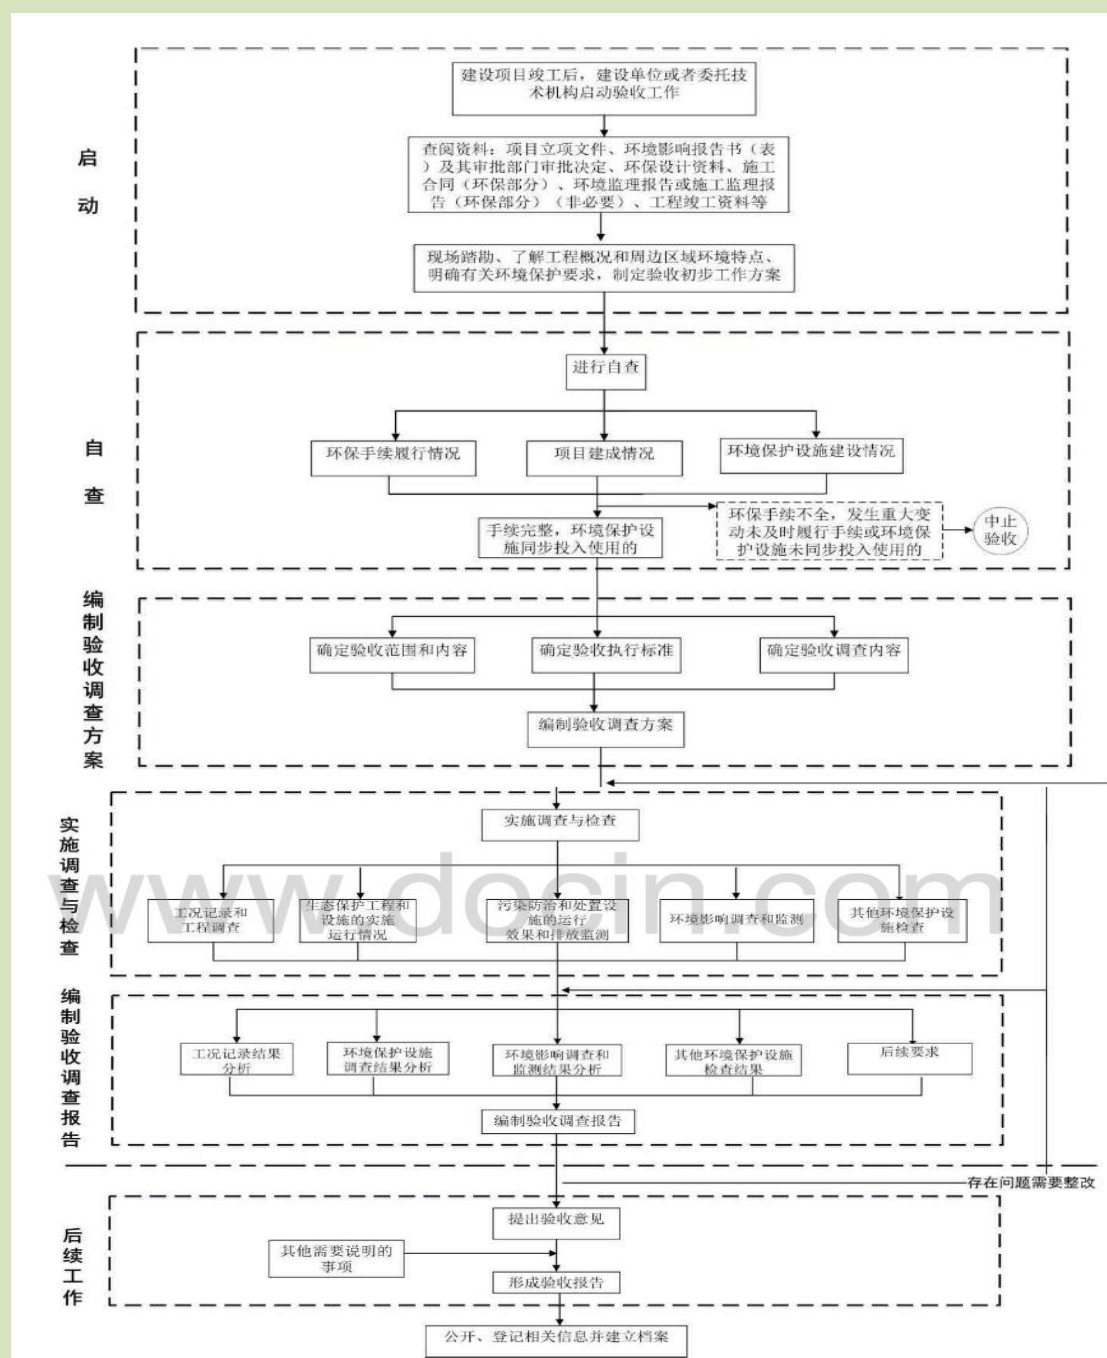 启动
建设项目竣工后，建设单位或者委托技
术机构启动验收工作
查阅资料：项目立项文件、环境影响报告书（表
）及其审批部门审批决定、环保设计资料、施工
合同（环保部分）、环境监理报告或施工监理报
告（环保部分）（非必要）、工程竣工资料等
现场踏勘、了解工程概况和周边区域环境特点、
明确有关环境保护要求，制定验收初步工作方案
自查
进行自查
环保手续履行情况
项目建成情况
环境保护设施建设情况
手续完整，环境保护设
施同步投入使用的
环保手续不全，发生重大变
动未及时履行手续或环境保
护设施未同步投入使用的
中止
验收
编制验收调查方案
确定验收范围和内容
确定验收执行标准
确定验收调查内容
编制验收调查方案
实施调查与检查
实施调查与检查
工况记录和
工程调查
生态保护工程和
设施的实施
运行情况
污染防治和处置设
施的运行
效果和排放监测
环境影响调查和监测
其他环境保护设
施检查
www.docin.com
编制验收调查报告
工况记录结果
分析
环境保护设施
调查结果分析
环境影响调查和
监测结果分析
其他环境保护设施
检查结果
后续要求
编制验收调查报告
存在问题需要整改
后续工作
提出验收意见
其他需要说明的
事项
形成验收报告
公开、登记相关信息并建立档案